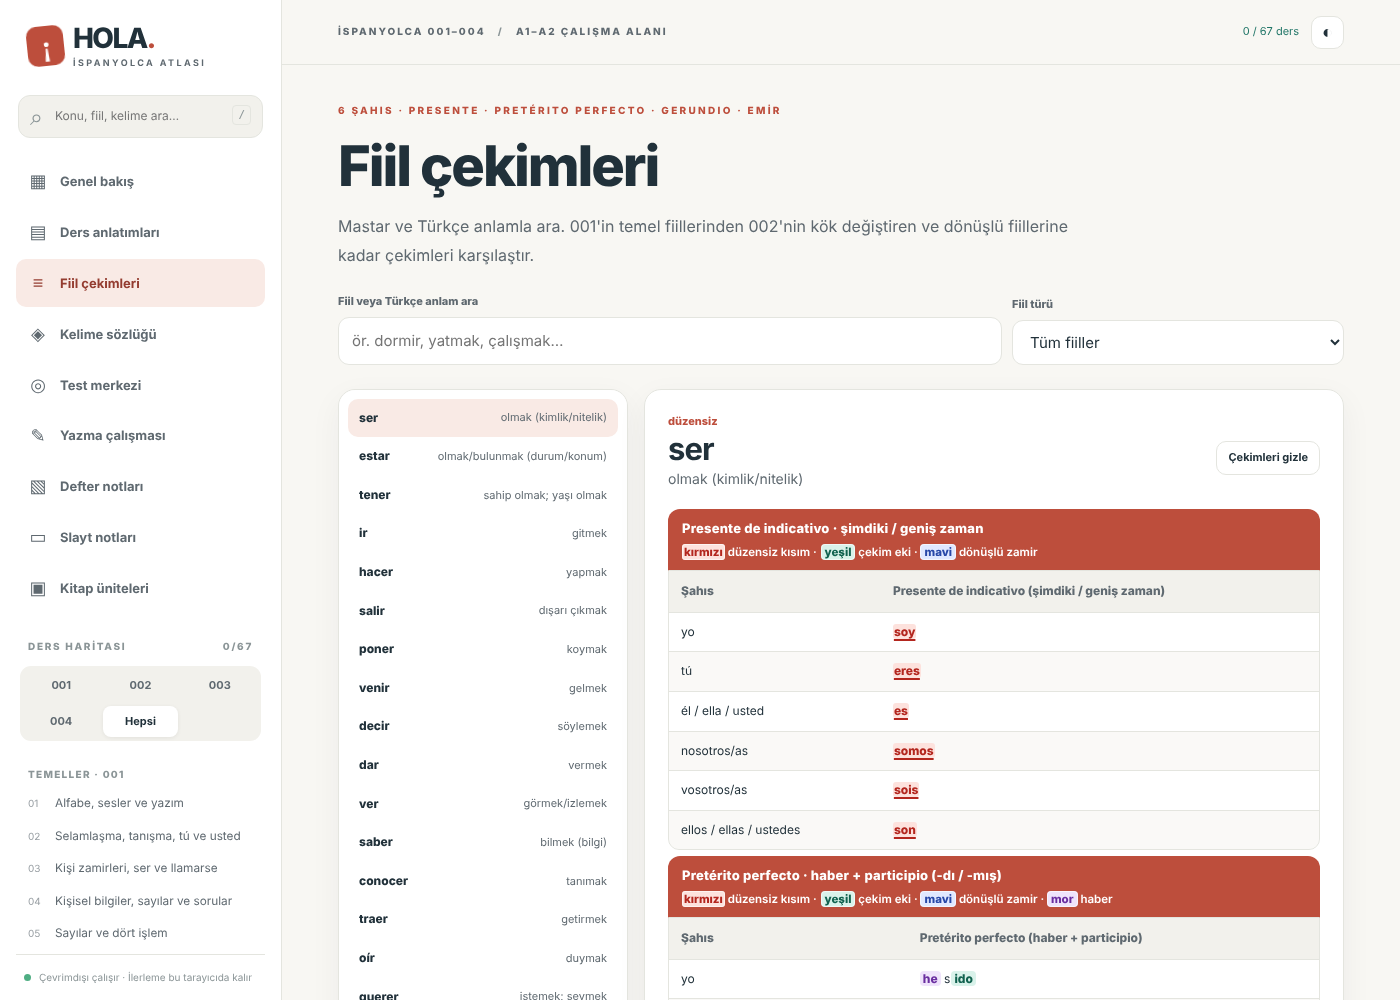 ¡ HOLA.
İSPANYOLCA ATLASI
Konu, fiil, kelime ara... /
Genel bakış
Ders anlatımları
Fiil çekimleri
Kelime sözlüğü
Test merkezi
Yazma çalışması
Defter notları
Slayt notları
Kitap üniteleri
DERS HARİTASI 0/67
001 002 003
004 Hepsi
TEMELLER · 001
01 Alfabe, sesler ve yazım
02 Selamlaşma, tanışma, tú ve usted
03 Kişi zamirleri, ser ve llamarse
04 Kişisel bilgiler, sayılar ve sorular
05 Sayılar ve dört işlem
Çevrimdışı çalışır · İlerleme bu tarayıcıda kalır
İSPANYOLCA 001–004 / A1–A2 ÇALIŞMA ALANI
0 / 67 ders
6 ŞAHIS · PRESENTE · PRETÉRITO PERFECTO · GERUNDIO · EMİR
Fiil çekimleri
Mastar ve Türkçe anlamla ara. 001'in temel fiillerinden 002'nin kök değiştiren ve dönüşlü fiillerine
kadar çekimleri karşılaştır.
Fiil veya Türkçe anlam ara
ör. dormir, yatmak, çalışmak...
Fiil türü
Tüm fiiller
ser olmak (kimlik/nitelik)
estar olmak/bulunmak (durum/konum)
tener sahip olmak; yaşı olmak
ir gitmek
hacer yapmak
salir dışarı çıkmak
poner koymak
venir gelmek
decir söylemek
dar vermek
ver görmek/izlemek
saber bilmek (bilgi)
conocer tanımak
traer getirmek
oír duymak
querer istemek; sevmek
düzensiz
ser
olmak (kimlik/nitelik)
Çekimleri gizle
Presente de indicativo · şimdiki / geniş zaman
kırmızı düzensiz kısım · yeşil çekim eki · mavi dönüşlü zamir
Şahıs Presente de indicativo (şimdiki / geniş zaman)
yo soy
tú eres
él / ella / usted es
nosotros/as somos
vosotros/as sois
ellos / ellas / ustedes son
Pretérito perfecto · haber + participio (-dı / -mış)
kırmızı düzensiz kısım · yeşil çekim eki · mavi dönüşlü zamir · mor haber
Şahıs Pretérito perfecto (haber + participio)
yo he sido